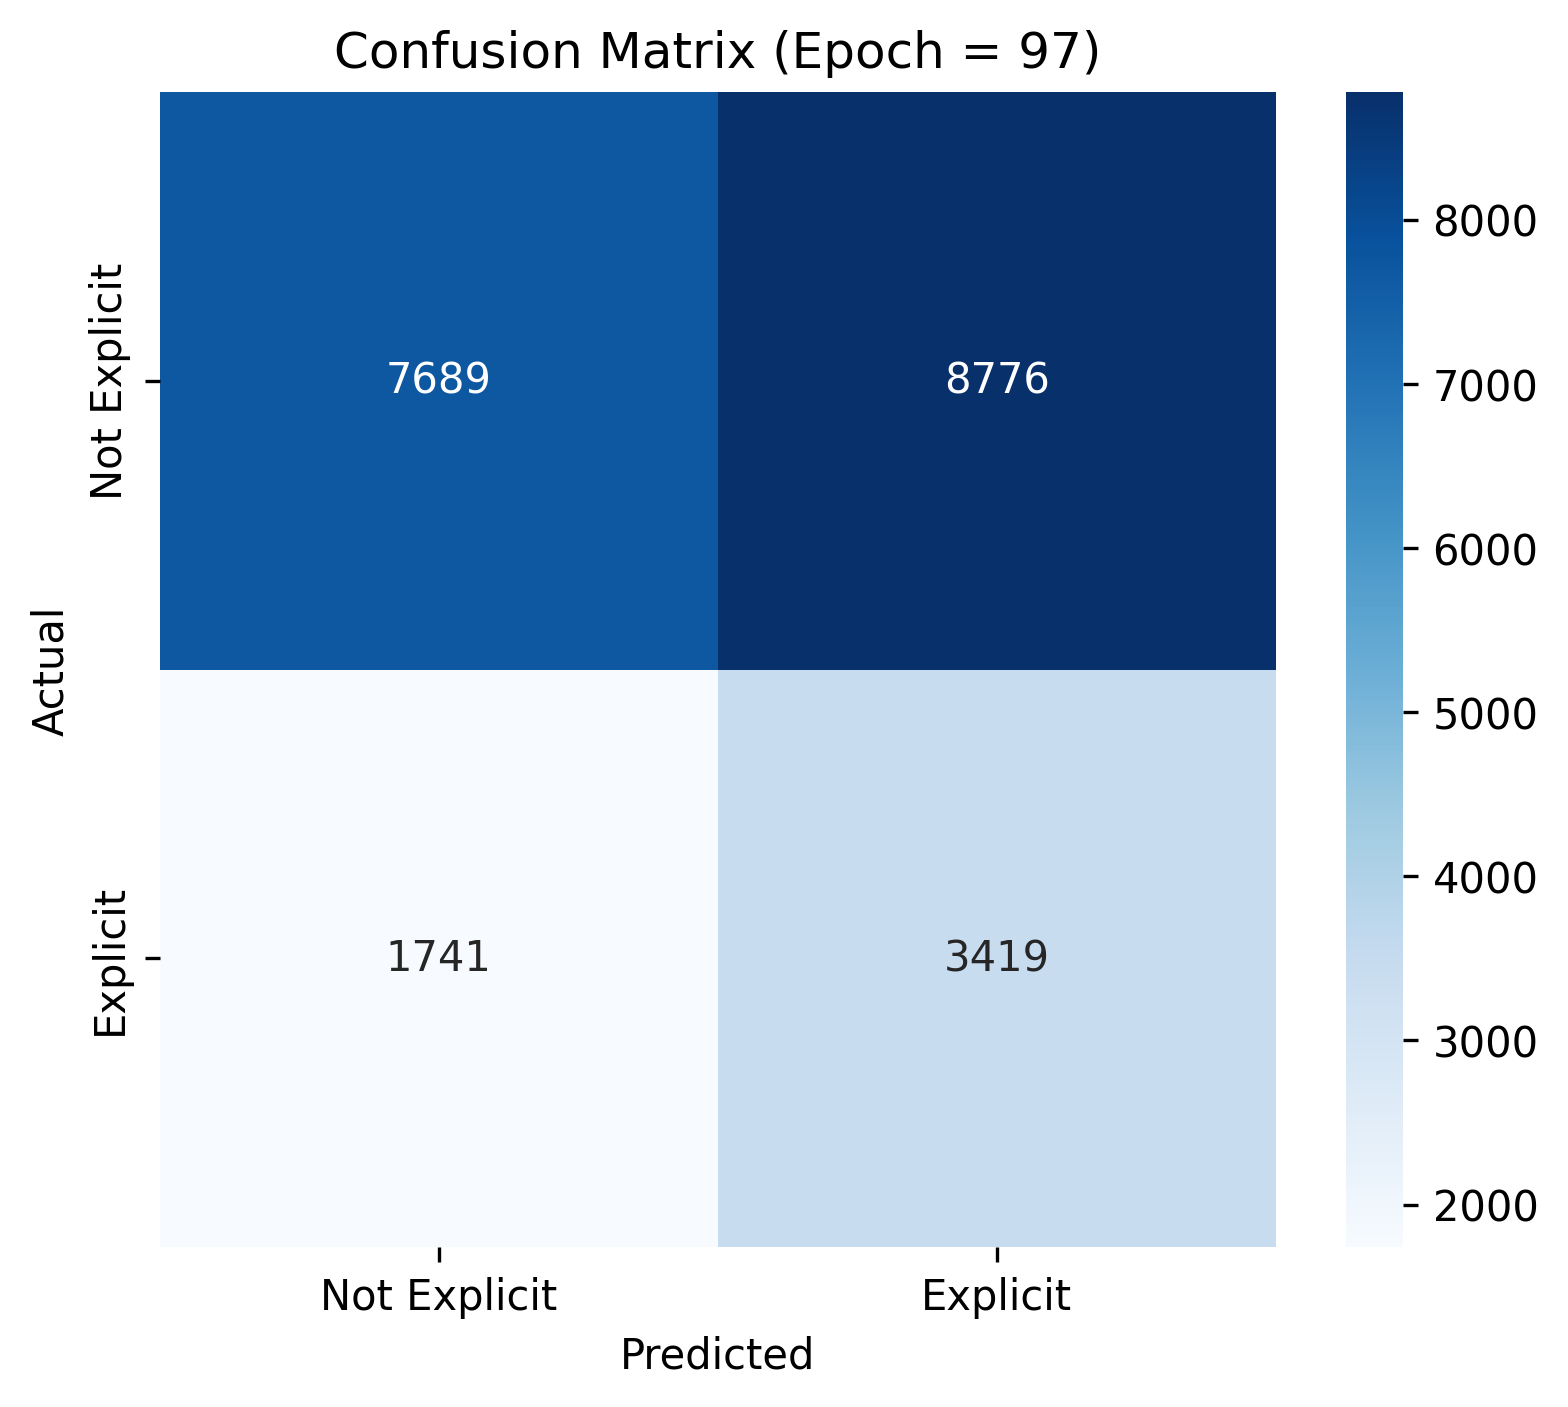 Confusion Matrix (Epoch = 97)
Actual
Not Explicit
Explicit
7689
8776
1741
3419
Not Explicit
Explicit
Predicted
8000
7000
6000
5000
4000
3000
2000